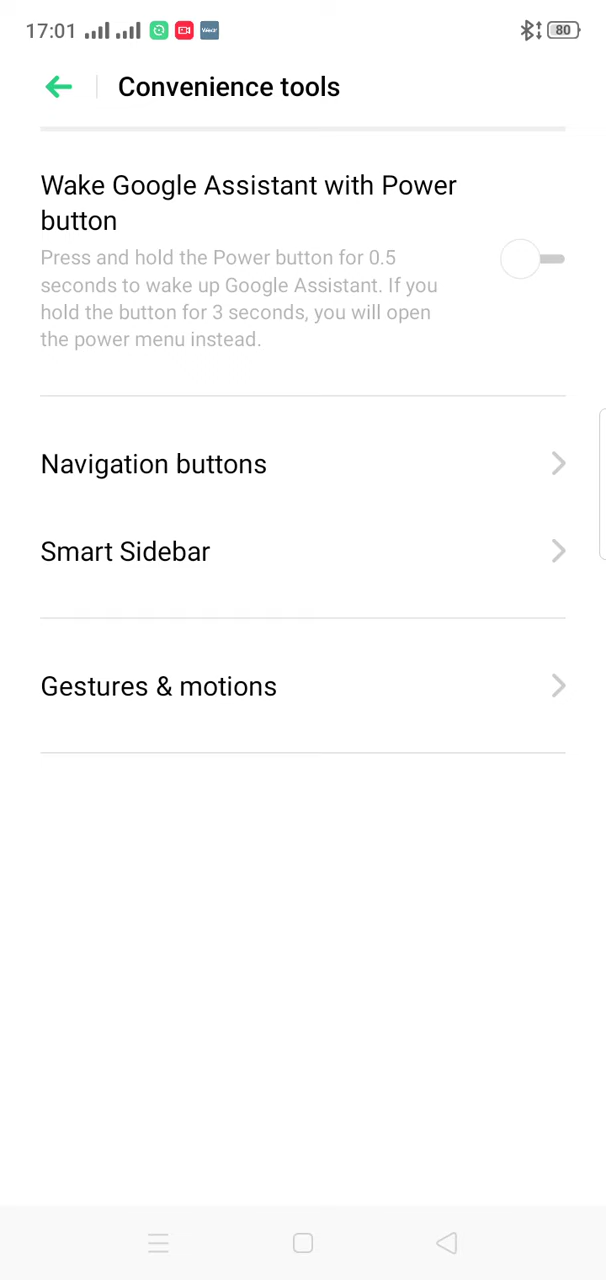 17:01
80
Convenience tools
Wake Google Assistant with Power
button
Press and hold the Power button for 0.5
seconds to wake up Google Assistant. If you
hold the button for 3 seconds, you will open
the power menu instead.
Navigation buttons
Smart Sidebar
Gestures & motions